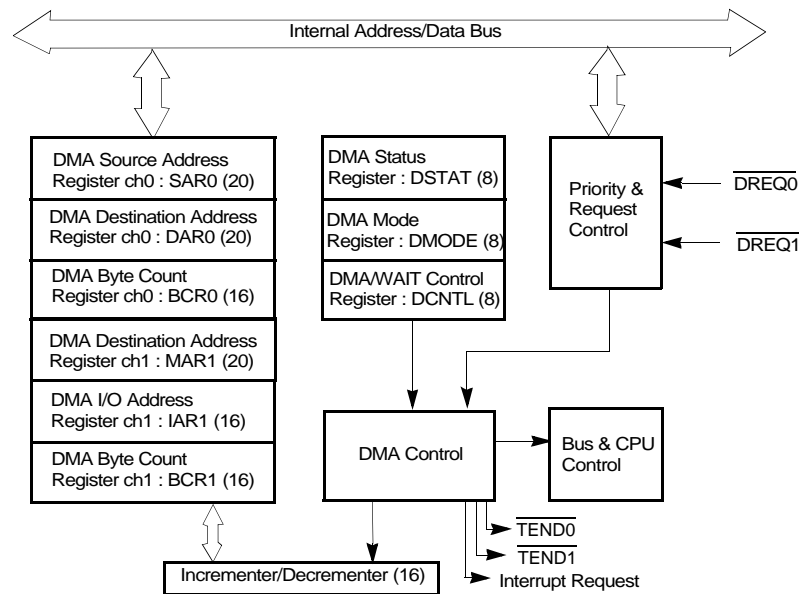 Internal Address/Data Bus
DMA Source Address
Register ch0 : SAR0 (20)
DMA Destination Address
Register ch0 : DAR0 (20)
DMA Byte Count
Register ch0 : BCR0 (16)
DMA Destination Address
Register ch1 : MAR1 (20)
DMA I/O Address
Register ch1 : IAR1 (16)
DMA Byte Count
Register ch1 : BCR1 (16)
DMA Status
Register : DSTAT (8)
DMA Mode
Register : DMODE (8)
DMA/WAIT Control
Register : DCNTL (8)
Priority &
Request
Control
DREQ0
DREQ1
DMA Control
Bus & CPU
Control
TEND0
TEND1
Interrupt Request
Incrementer/Decrementer (16)